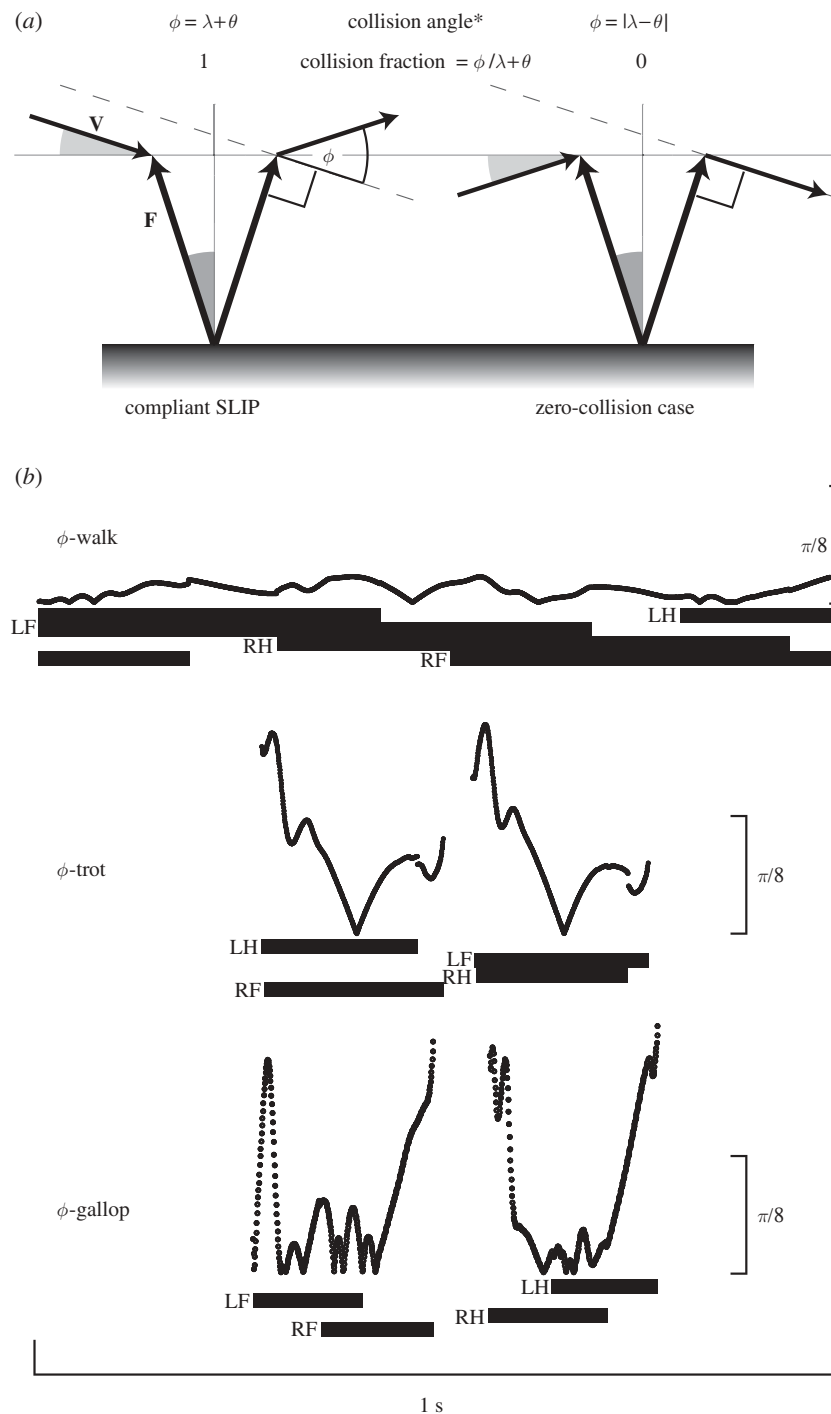 (a)
ϕ = λ+θ collision angle* ϕ = |λ−θ|
1 collision fraction = ϕ/λ+θ 0
V
ϕ
F
compliant SLIP zero-collision case
(b)
ϕ-walk π/8
LF
LH
RH
RF
ϕ-trot π/8
LH
LF
RH
RF
ϕ-gallop π/8
LH
LF
RH
RF
1 s